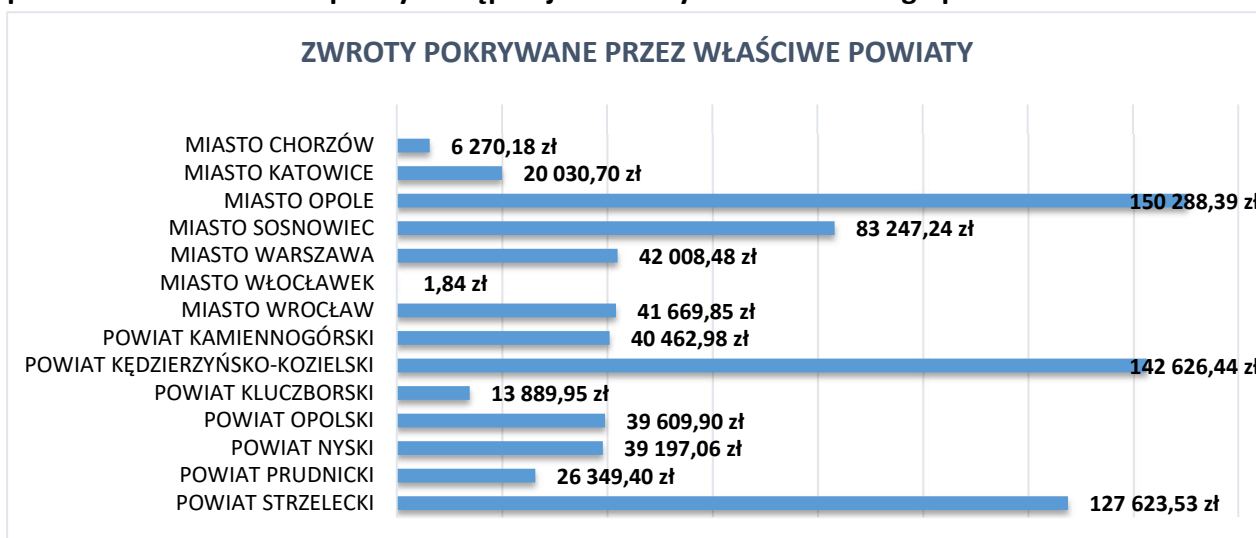 ZWROTY POKRYWANE PRZEZ WŁAŚCIWE POWIATY
MIASTO CHORZÓW 6 270,18 zł
MIASTO KATOWICE 20 030,70 zł
MIASTO OPOLE 150 288,39 zł
MIASTO SOSNOWIEC 83 247,24 zł
MIASTO WARSZAWA 42 008,48 zł
MIASTO WŁOCŁAWEK 1,84 zł
MIASTO WROCŁAW 41 669,85 zł
POWIAT KAMIENNOGÓRSKI 40 462,98 zł
POWIAT KĘDZIERZYŃSKO-KOZIELSKI 142 626,44 zł
POWIAT KLUCZBORSKI 13 889,95 zł
POWIAT OPOLSKI 39 609,90 zł
POWIAT NYSKI 39 197,06 zł
POWIAT PRUDNICKI 26 349,40 zł
POWIAT STRZELECKI 127 623,53 zł